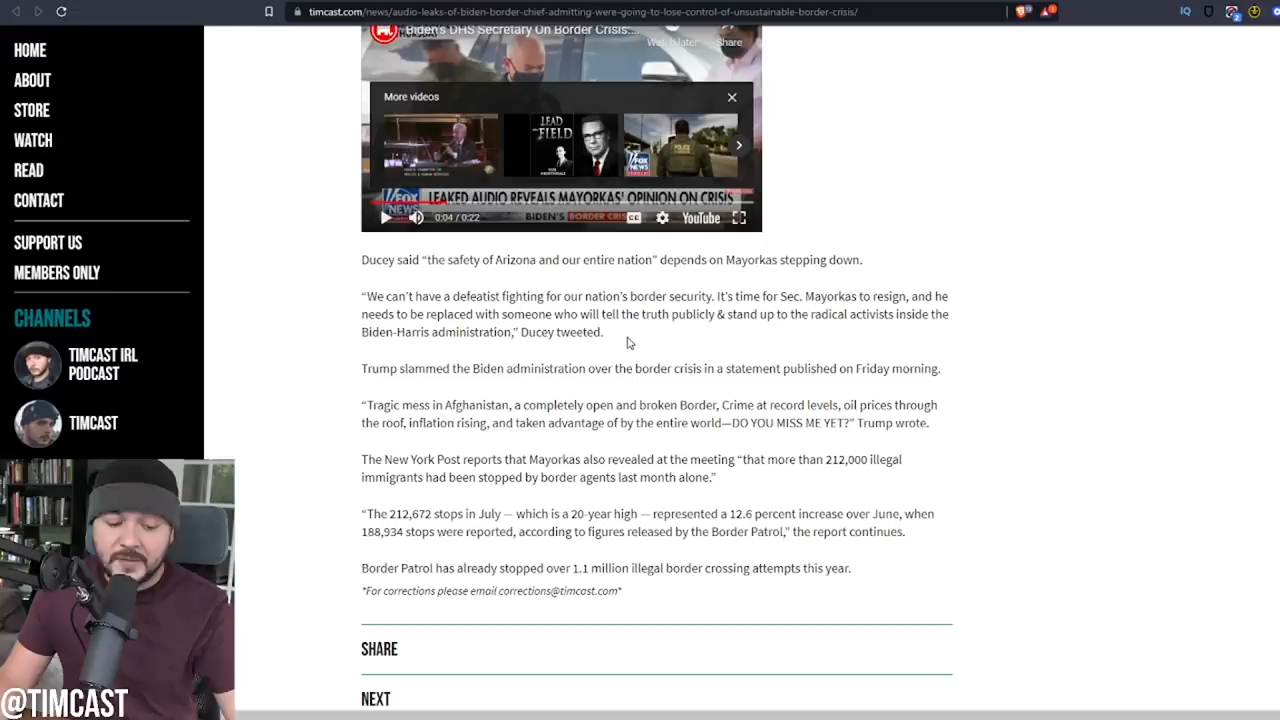 timcast.com/news/audio-leaks-of-biden-border-chief-admitting-were-going-to-lose-control-of-unsustainable-border-crisis/
HOME
ABOUT
STORE
WATCH
READ
CONTACT
SUPPORT US
MEMBERS ONLY
CHANNELS
TIMCAST IRL
PODCAST
TIMCAST
@TIMCAST
Biden's DHS Secretary On Border Crisis:...
Watch later
Share
More videos
LEAD
FIELD
FOX
NEWS
FOX
NEWS
LEAKED AUDIO REVEALS MAYORKAS' OPINION ON CRISIS
BIDEN'S BORDER CRIS
0:04 / 0:22
CC
YouTube
Ducey said “the safety of Arizona and our entire nation” depends on Mayorkas stepping down.
“We can’t have a defeatist fighting for our nation’s border security. It’s time for Sec. Mayorkas to resign, and he
needs to be replaced with someone who will tell the truth publicly & stand up to the radical activists inside the
Biden-Harris administration,” Ducey tweeted.
Trump slammed the Biden administration over the border crisis in a statement published on Friday morning.
“Tragic mess in Afghanistan, a completely open and broken Border, Crime at record levels, oil prices through
the roof, inflation rising, and taken advantage of by the entire world—DO YOU MISS ME YET?” Trump wrote.
The New York Post reports that Mayorkas also revealed at the meeting “that more than 212,000 illegal
immigrants had been stopped by border agents last month alone.”
“The 212,672 stops in July — which is a 20-year high — represented a 12.6 percent increase over June, when
188,934 stops were reported, according to figures released by the Border Patrol,” the report continues.
Border Patrol has already stopped over 1.1 million illegal border crossing attempts this year.
*For corrections please email corrections@timcast.com*
SHARE
NEXT